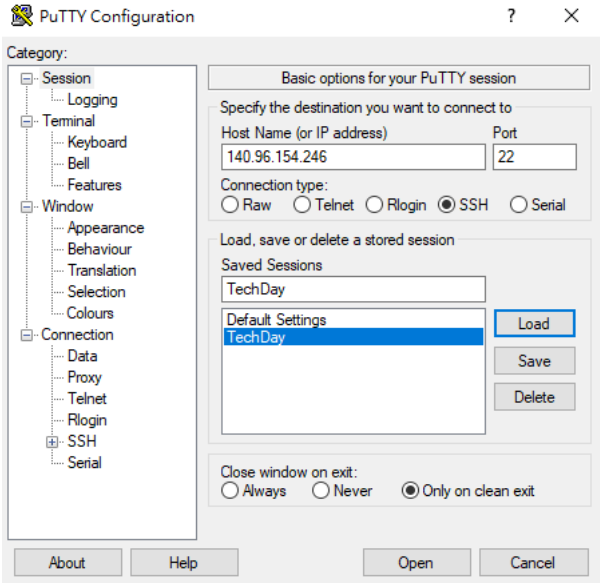 PuTTY Configuration
?
Category:
Session
Logging
Terminal
Keyboard
Bell
Features
Window
Appearance
Behaviour
Translation
Selection
Colours
Connection
Data
Proxy
Telnet
Rlogin
SSH
Serial
Basic options for your PuTTY session
Specify the destination you want to connect to
Host Name (or IP address) Port
140.96.154.246 22
Connection type:
Raw Telnet Rlogin SSH Serial
Load, save or delete a stored session
Saved Sessions
TechDay
Default Settings
TechDay
Load
Save
Delete
Close window on exit:
Always Never Only on clean exit
About Help Open Cancel